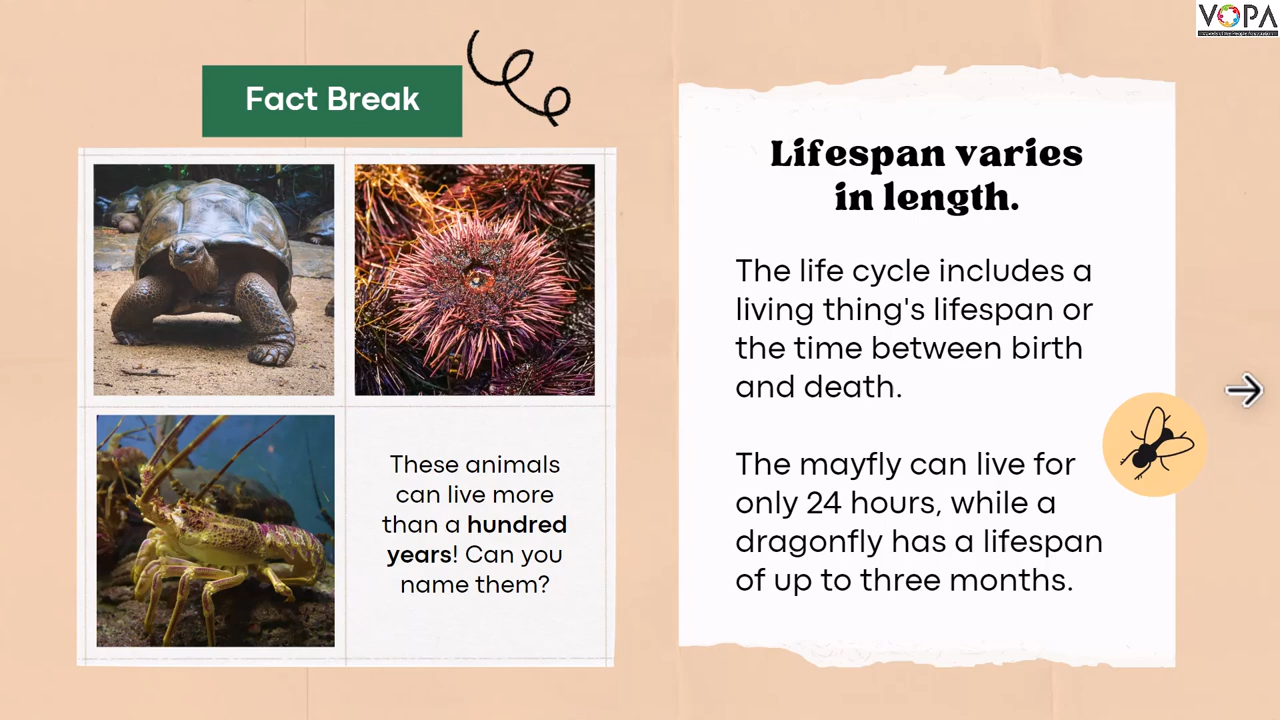 VOPA
Fact Break
These animals
can live more
than a hundred
years! Can you
name them?
Lifespan varies
in length.
The life cycle includes a
living thing's lifespan or
the time between birth
and death.
The mayfly can live for
only 24 hours, while a
dragonfly has a lifespan
of up to three months.